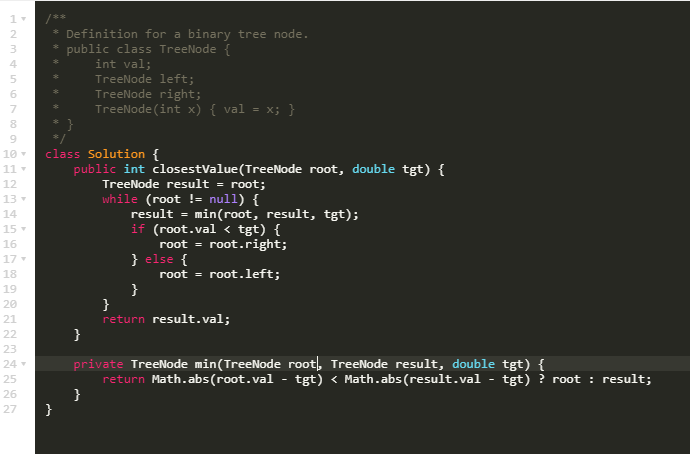 1 /**
2  * Definition for a binary tree node.
3  * public class TreeNode {
4  *     int val;
5  *     TreeNode left;
6  *     TreeNode right;
7  *     TreeNode(int x) { val = x; }
8  * }
9  */
10 class Solution {
11     public int closestValue(TreeNode root, double tgt) {
12         TreeNode result = root;
13         while (root != null) {
14             result = min(root, result, tgt);
15             if (root.val < tgt) {
16                 root = root.right;
17             } else {
18                 root = root.left;
19             }
20         }
21         return result.val;
22     }
23
24     private TreeNode min(TreeNode root, TreeNode result, double tgt) {
25         return Math.abs(root.val - tgt) < Math.abs(result.val - tgt) ? root : result;
26     }
27 }